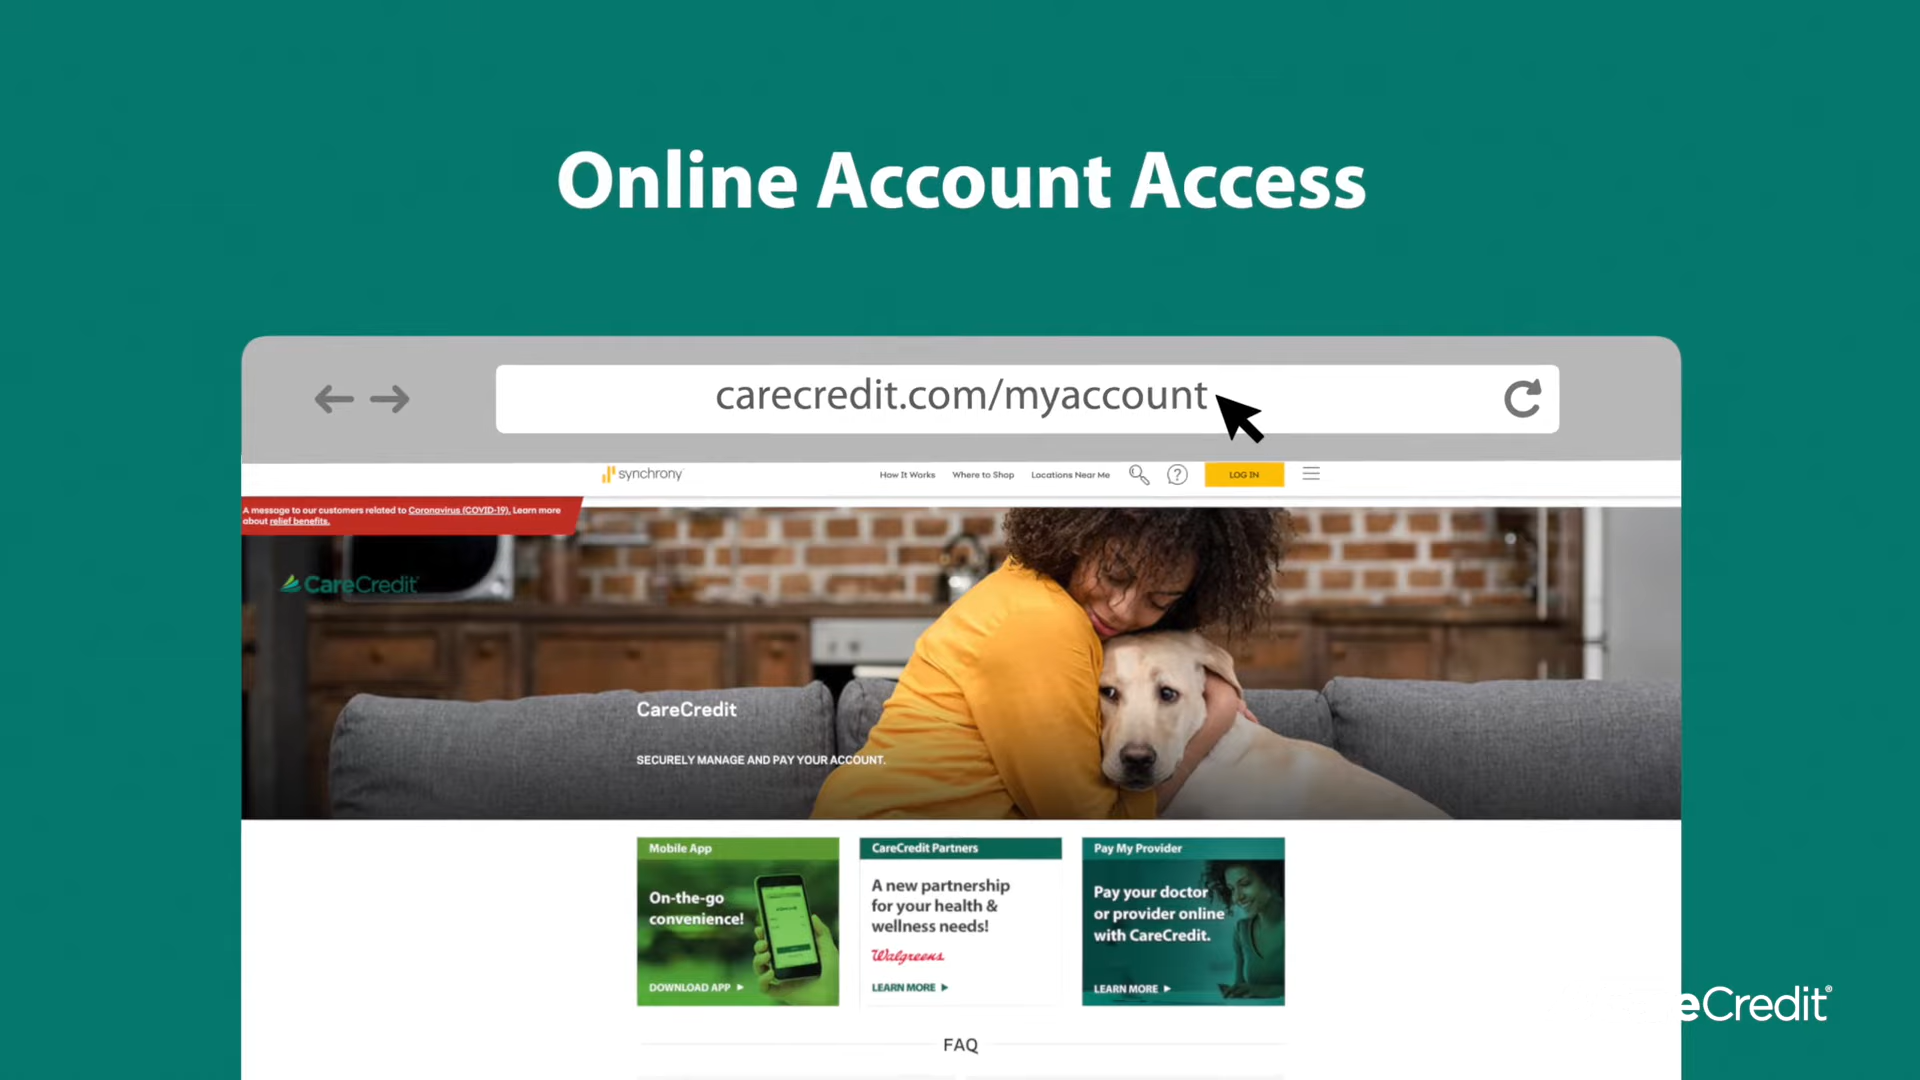 Online Account Access
carecredit.com/myaccount
synchrony
How It Works
Where to Shop
Locations Near Me
?
LOG IN
A message to our customers related to Coronavirus (COVID-19). Learn more
about relief benefits.
CareCredit
CareCredit
SECURELY MANAGE AND PAY YOUR ACCOUNT.
Mobile App
On-the-go
convenience!
DOWNLOAD APP
CareCredit Partners
A new partnership
for your health &
wellness needs!
Walgreens
LEARN MORE
Pay My Provider
Pay your doctor
or provider online
with CareCredit.
LEARN MORE
eCredit®
FAQ